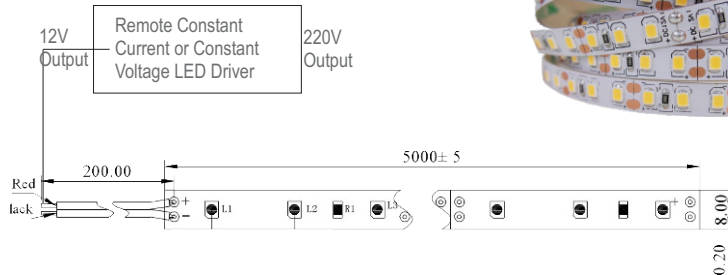 12V
Output
Remote Constant
Current or Constant
Voltage LED Driver
220V
Output
5000± 5
200.00
Red
lack
+
−
L1
L2
R1
L3
+
8.00
0.20